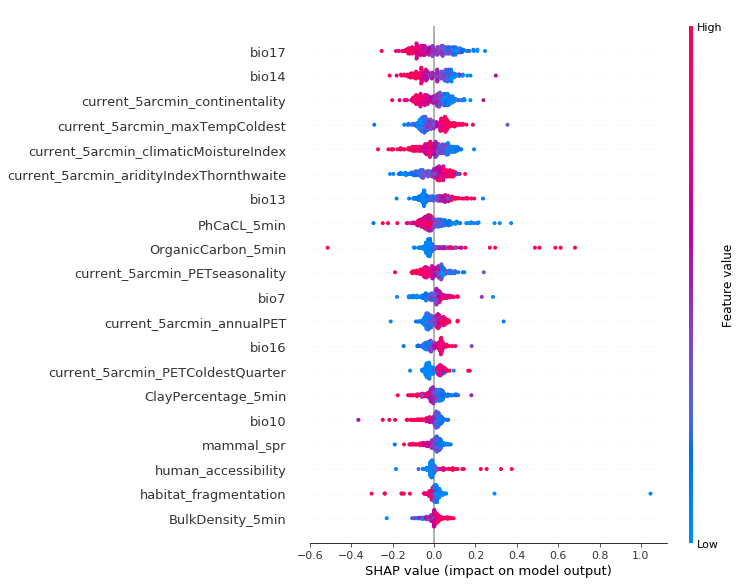 High
bio17
bio14
current_5arcmin_continentality
current_5arcmin_maxTempColdest
current_5arcmin_climaticMoistureIndex
current_5arcmin_aridityIndexThornthwaite
bio13
PhCaCL_5min
OrganicCarbon_5min
current_5arcmin_PETseasonality
bio7
current_5arcmin_annualPET
bio16
current_5arcmin_PETColdestQuarter
ClayPercentage_5min
bio10
mammal_spr
human_accessibility
habitat_fragmentation
BulkDensity_5min
Feature value
Low
−0.6 −0.4 −0.2 0.0 0.2 0.4 0.6 0.8 1.0
SHAP value (impact on model output)